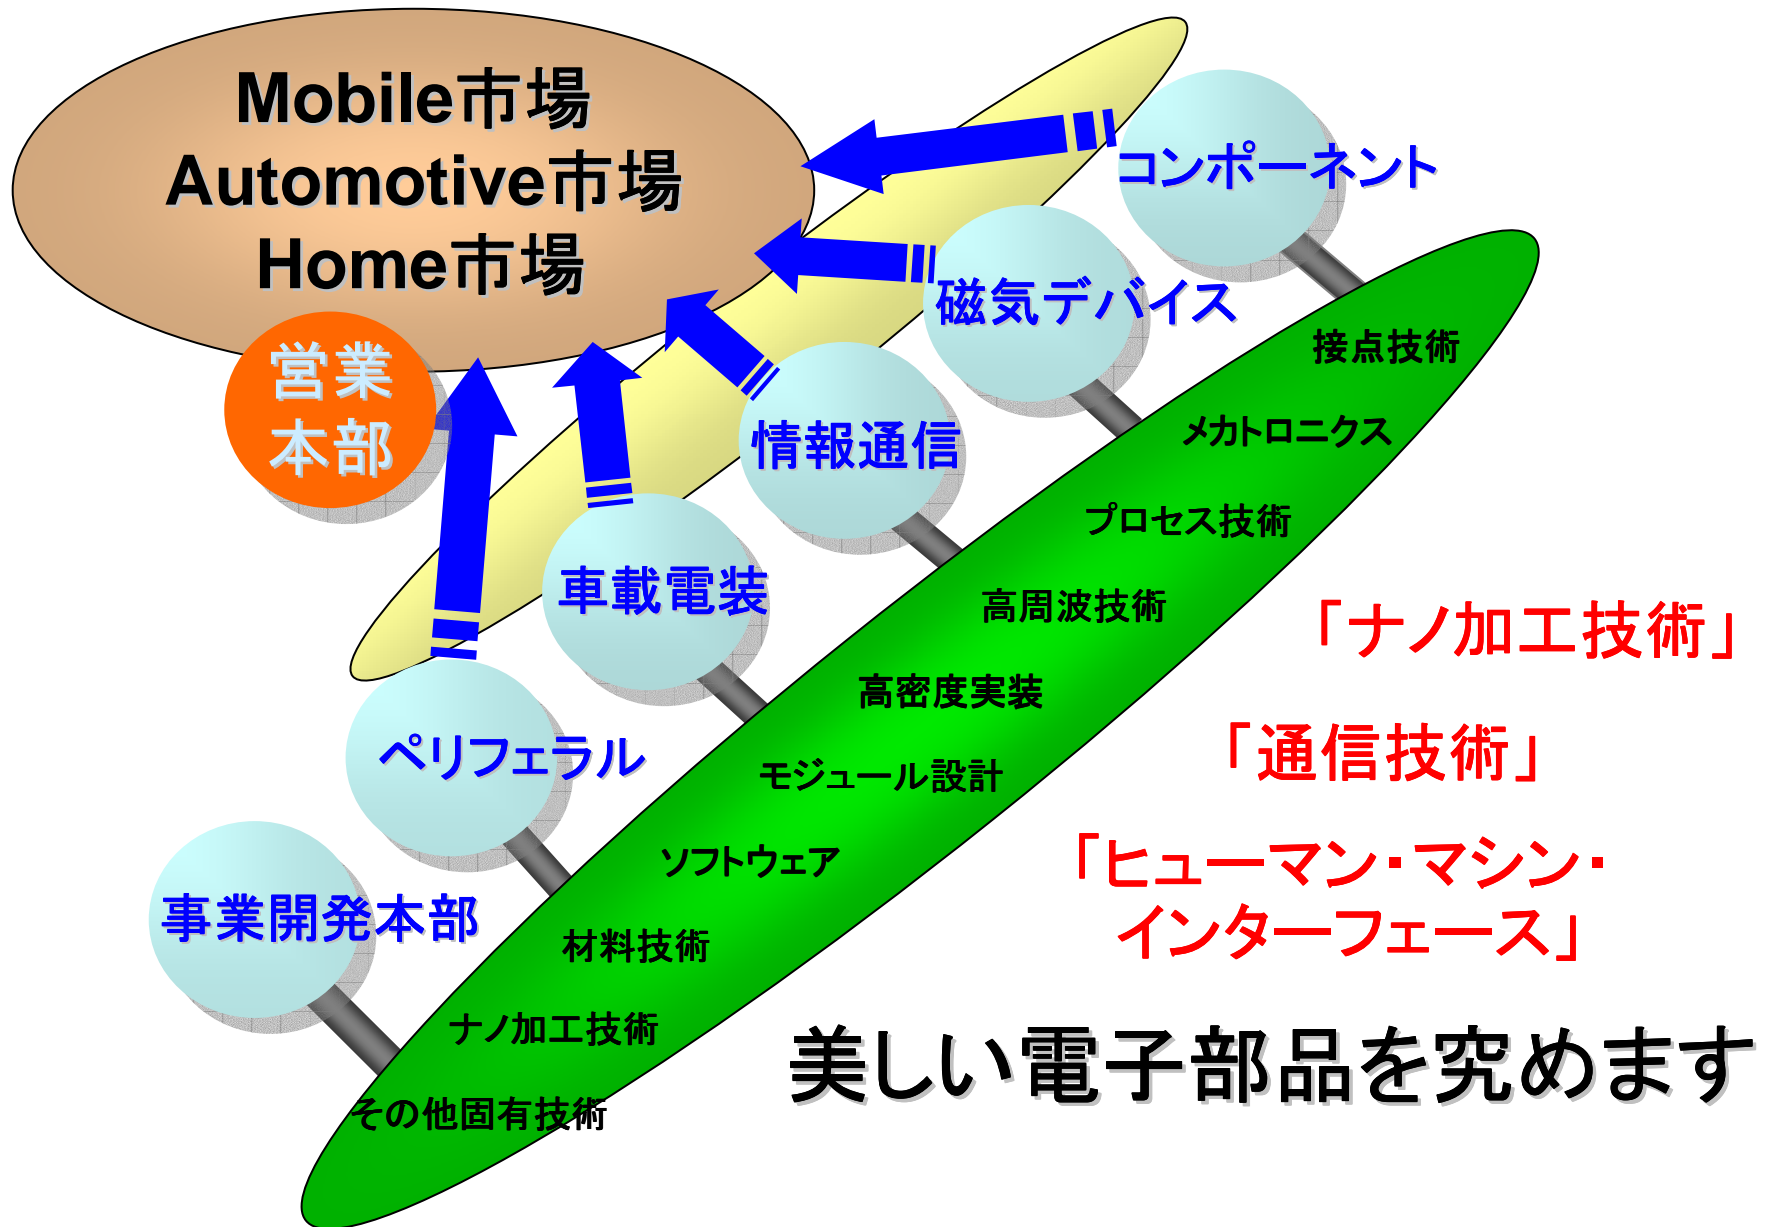 Mobile市場
Automotive市場
Home市場
営業
本部
コンポーネント
磁気デバイス
情報通信
車載電装
ペリフェラル
事業開発本部
接点技術
メカトロニクス
プロセス技術
高周波技術
高密度実装
モジュール設計
ソフトウェア
材料技術
ナノ加工技術
その他固有技術
「ナノ加工技術」
「通信技術」
「ヒューマン・マシン・
インターフェース」
美しい電子部品を究めます